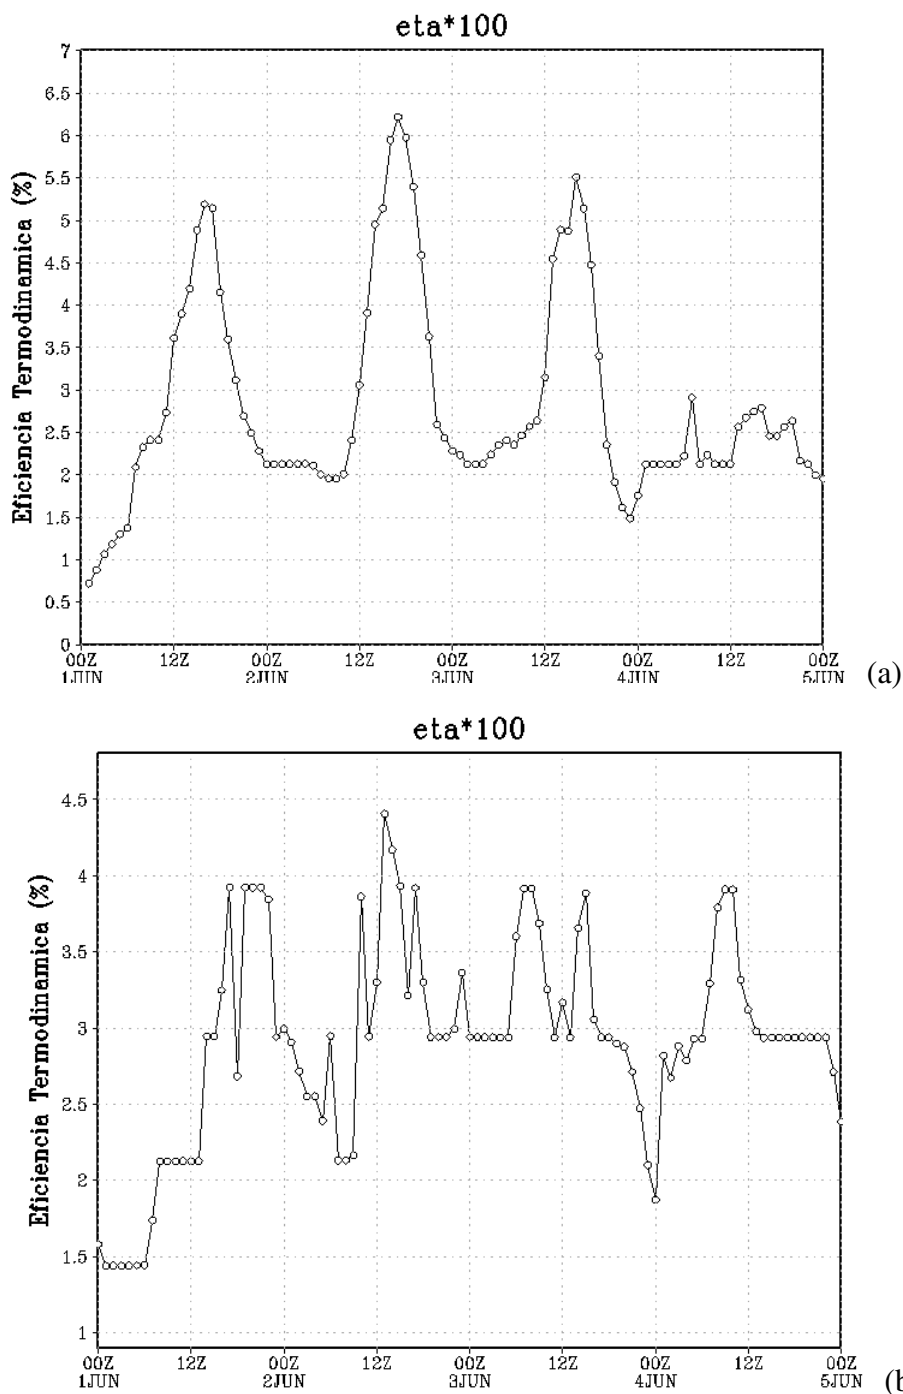 eta*100
Eficiencia Termodinamica (%)
7
6.5
6
5.5
5
4.5
4
3.5
3
2.5
2
1.5
1
0.5
0
00Z 12Z 00Z 12Z 00Z 12Z 00Z 12Z 00Z
1JUN 2JUN 3JUN 4JUN 5JUN
(a)
eta*100
Eficiencia Termodinamica (%)
4.5
4
3.5
3
2.5
2
1.5
1
00Z 12Z 00Z 12Z 00Z 12Z 00Z 12Z 00Z
1JUN 2JUN 3JUN 4JUN 5JUN
(b